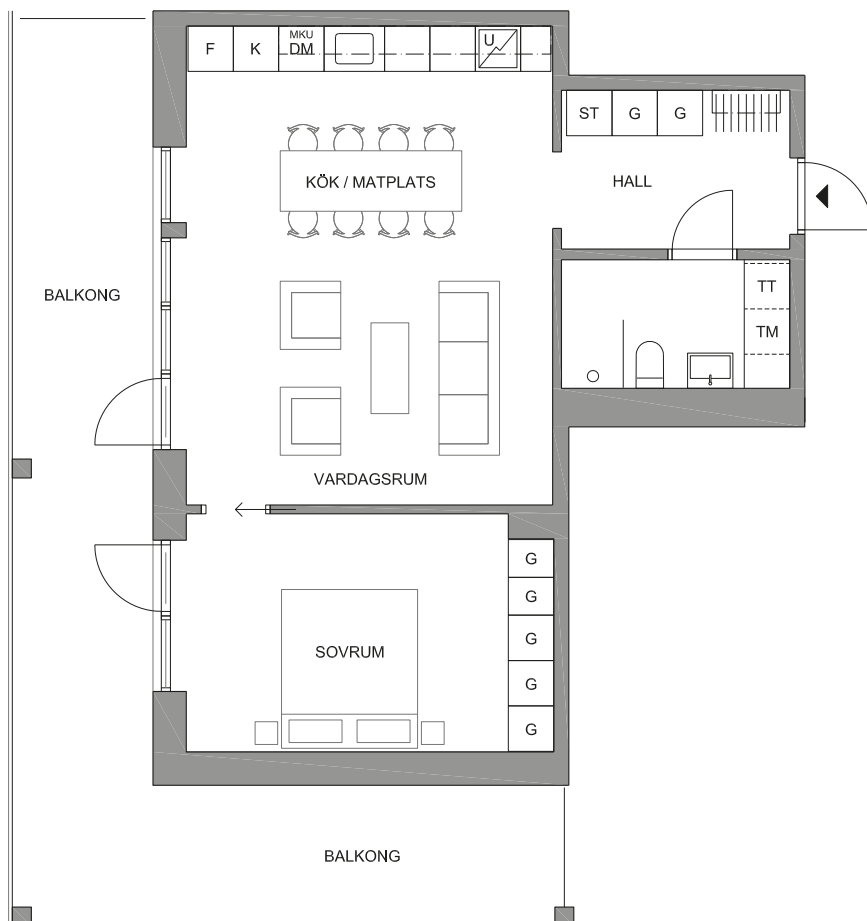 MKU
F K DM U
ST G G
KÖK / MATPLATS
HALL
BALKONG
TT
TM
VARDAGSRUM
G
G
SOVRUM
G
G
G
BALKONG